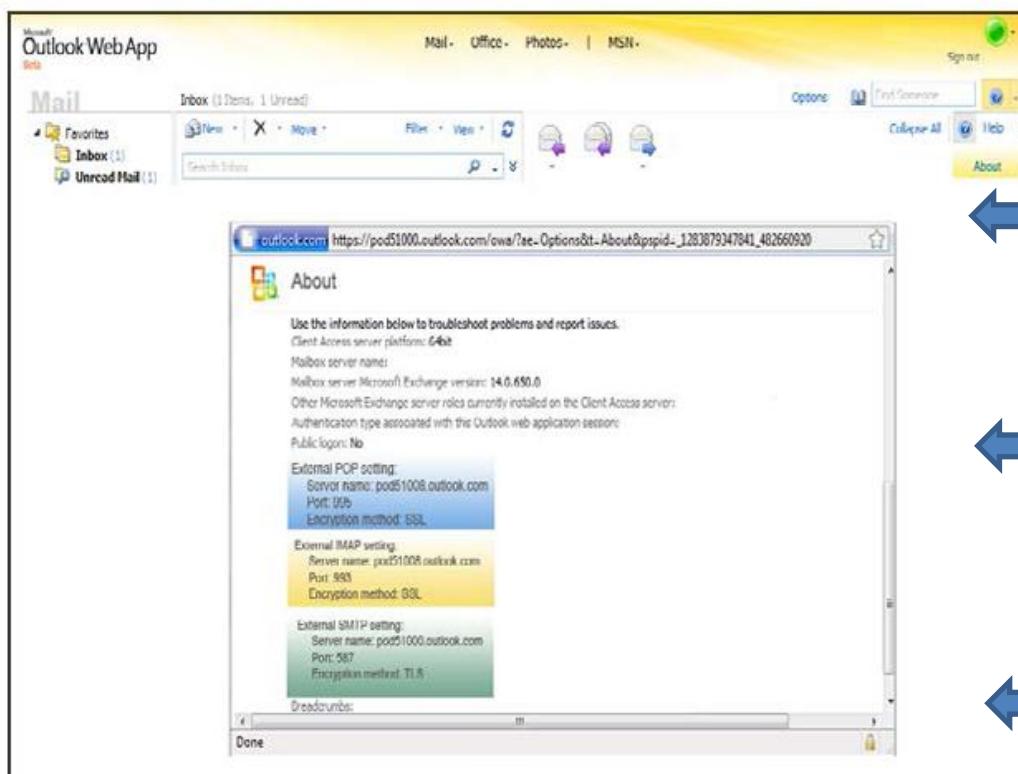 Microsoft
Outlook Web App
Beta
Mail - Office - Photos - | MSN -
Sign out
Mail
Inbox (1 Items, 1 Unread)
Options
Find Someone
Favorites
New
Move
Filter
View
Collapse All
Help
Inbox (1)
Search Inbox
About
Unread Mail (1)
outlook.com https://pod51000.outlook.com/owa/?ae=Options&t=About&pspid=_1283879347841_482660920
About
Use the information below to troubleshoot problems and report issues.
Client Access server platform: 64bit
Mailbox server name:
Mailbox server Microsoft Exchange version: 14.0.650.0
Other Microsoft Exchange server roles currently installed on the Client Access server:
Authentication type associated with the Outlook web application session:
Public logon: No
External POP setting:
Server name: pod51008.outlook.com
Port: 995
Encryption method: SSL
External IMAP setting:
Server name: pod51008.outlook.com
Port: 993
Encryption method: SSL
External SMTP setting:
Server name: pod51000.outlook.com
Port: 587
Encryption method: TLS
Breadcrumbs:
Done